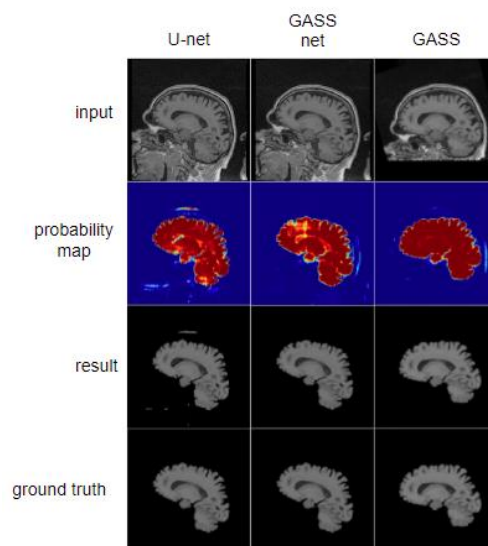 U-net
GASS
net
GASS
input
probability
map
result
ground truth